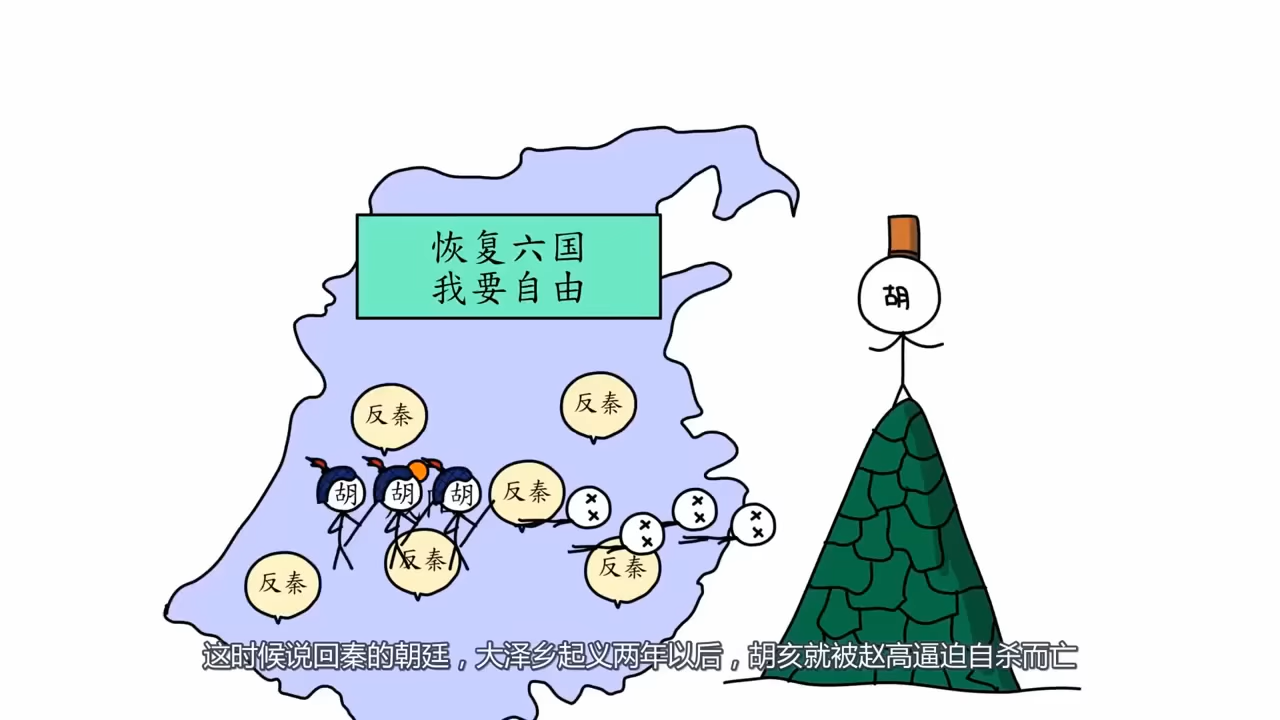 恢复六国
我要自由
胡
反秦
反秦
胡
胡
胡
反秦
反秦
反秦
反秦
这时候说回秦的朝廷，大泽乡起义两年以后，胡亥就被赵高逼迫自杀而亡